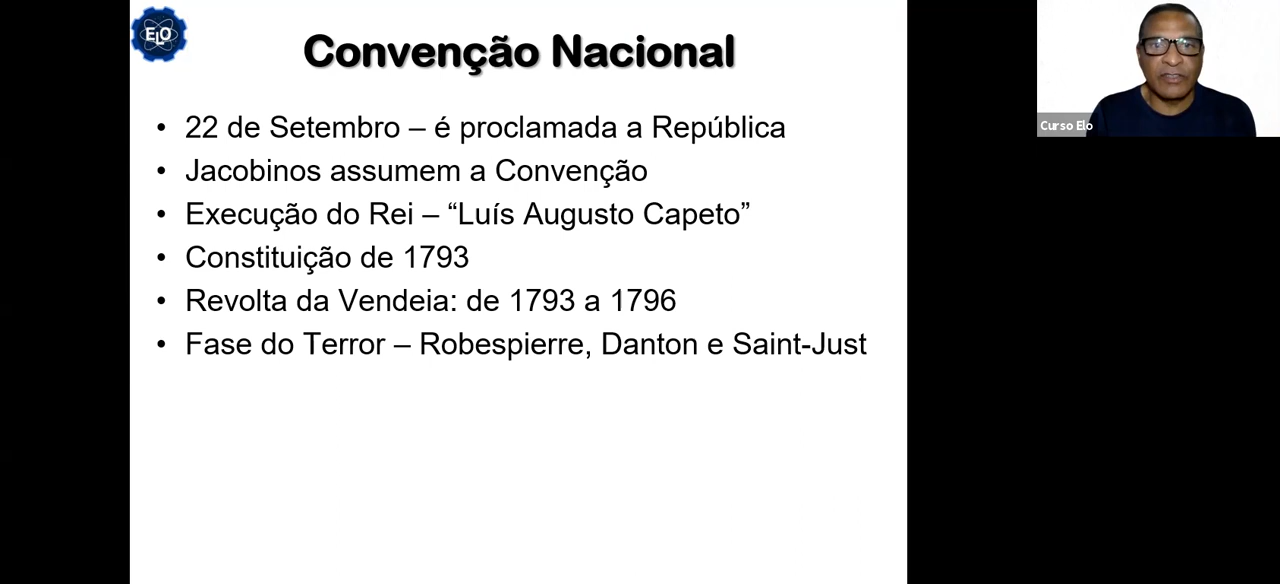 ELO
Convenção Nacional
• 22 de Setembro – é proclamada a República
• Jacobinos assumem a Convenção
• Execução do Rei – “Luís Augusto Capeto”
• Constituição de 1793
• Revolta da Vendeia: de 1793 a 1796
• Fase do Terror – Robespierre, Danton e Saint-Just
Curso Elo